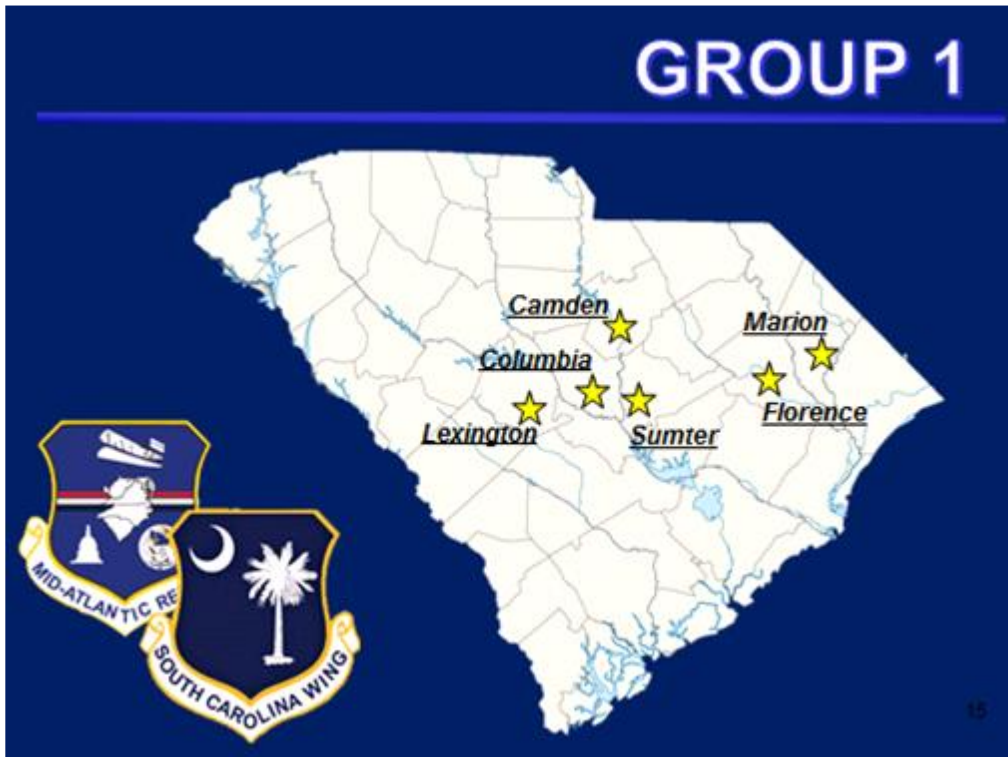 GROUP 1
Camden
Marion
Columbia
Florence
Lexington
Sumter
MID-ATLANTIC RE
SOUTH CAROLINA WING
15